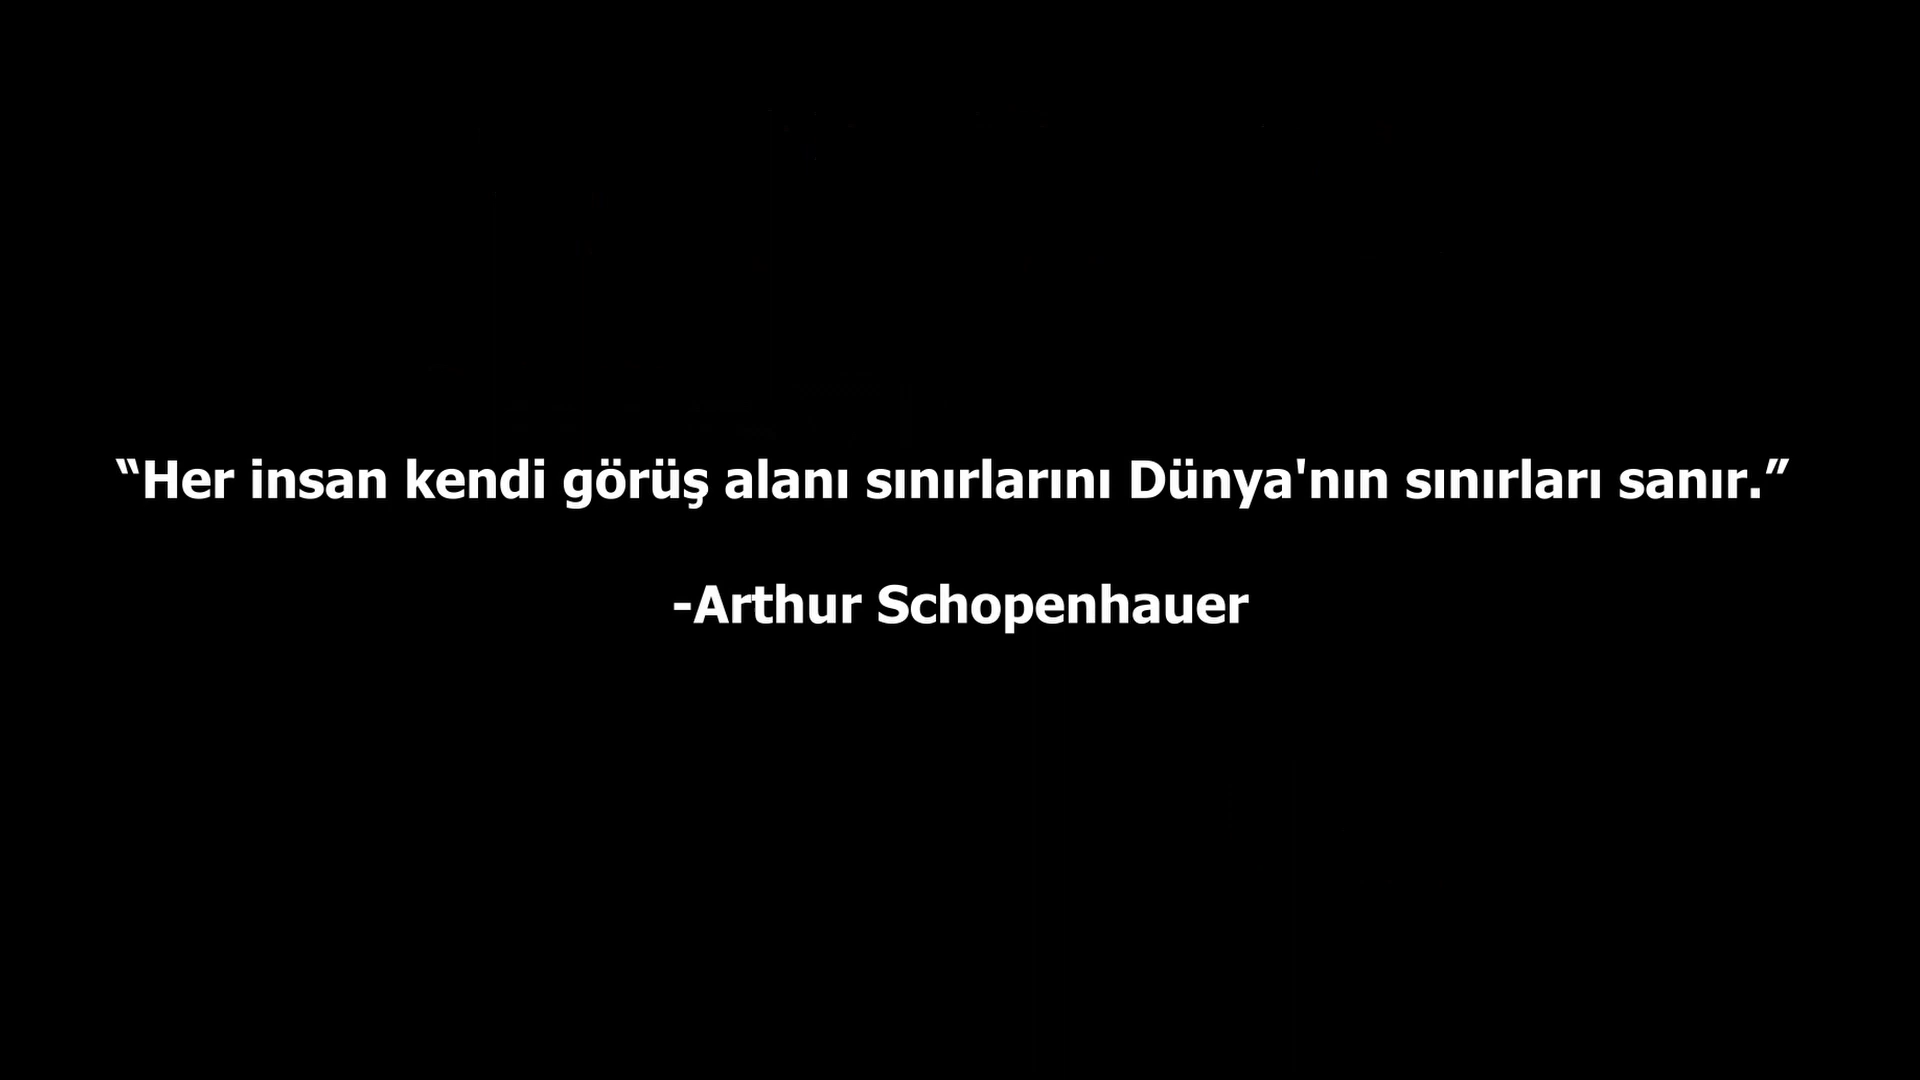 “Her insan kendi görüş alanı sınırlarını Dünya'nın sınırları sanır.”
-Arthur Schopenhauer